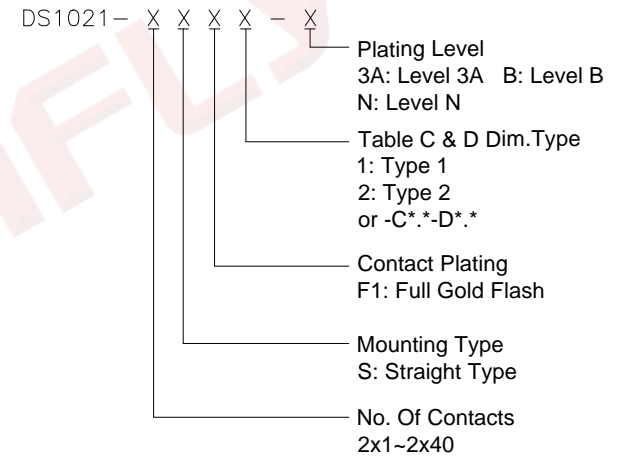 DS1021- X X X X - X
Plating Level
3A: Level 3A B: Level B
N: Level N
Table C & D Dim.Type
1: Type 1
2: Type 2
or -C*.*-D*.*
Contact Plating
F1: Full Gold Flash
Mounting Type
S: Straight Type
No. Of Contacts
2x1~2x40